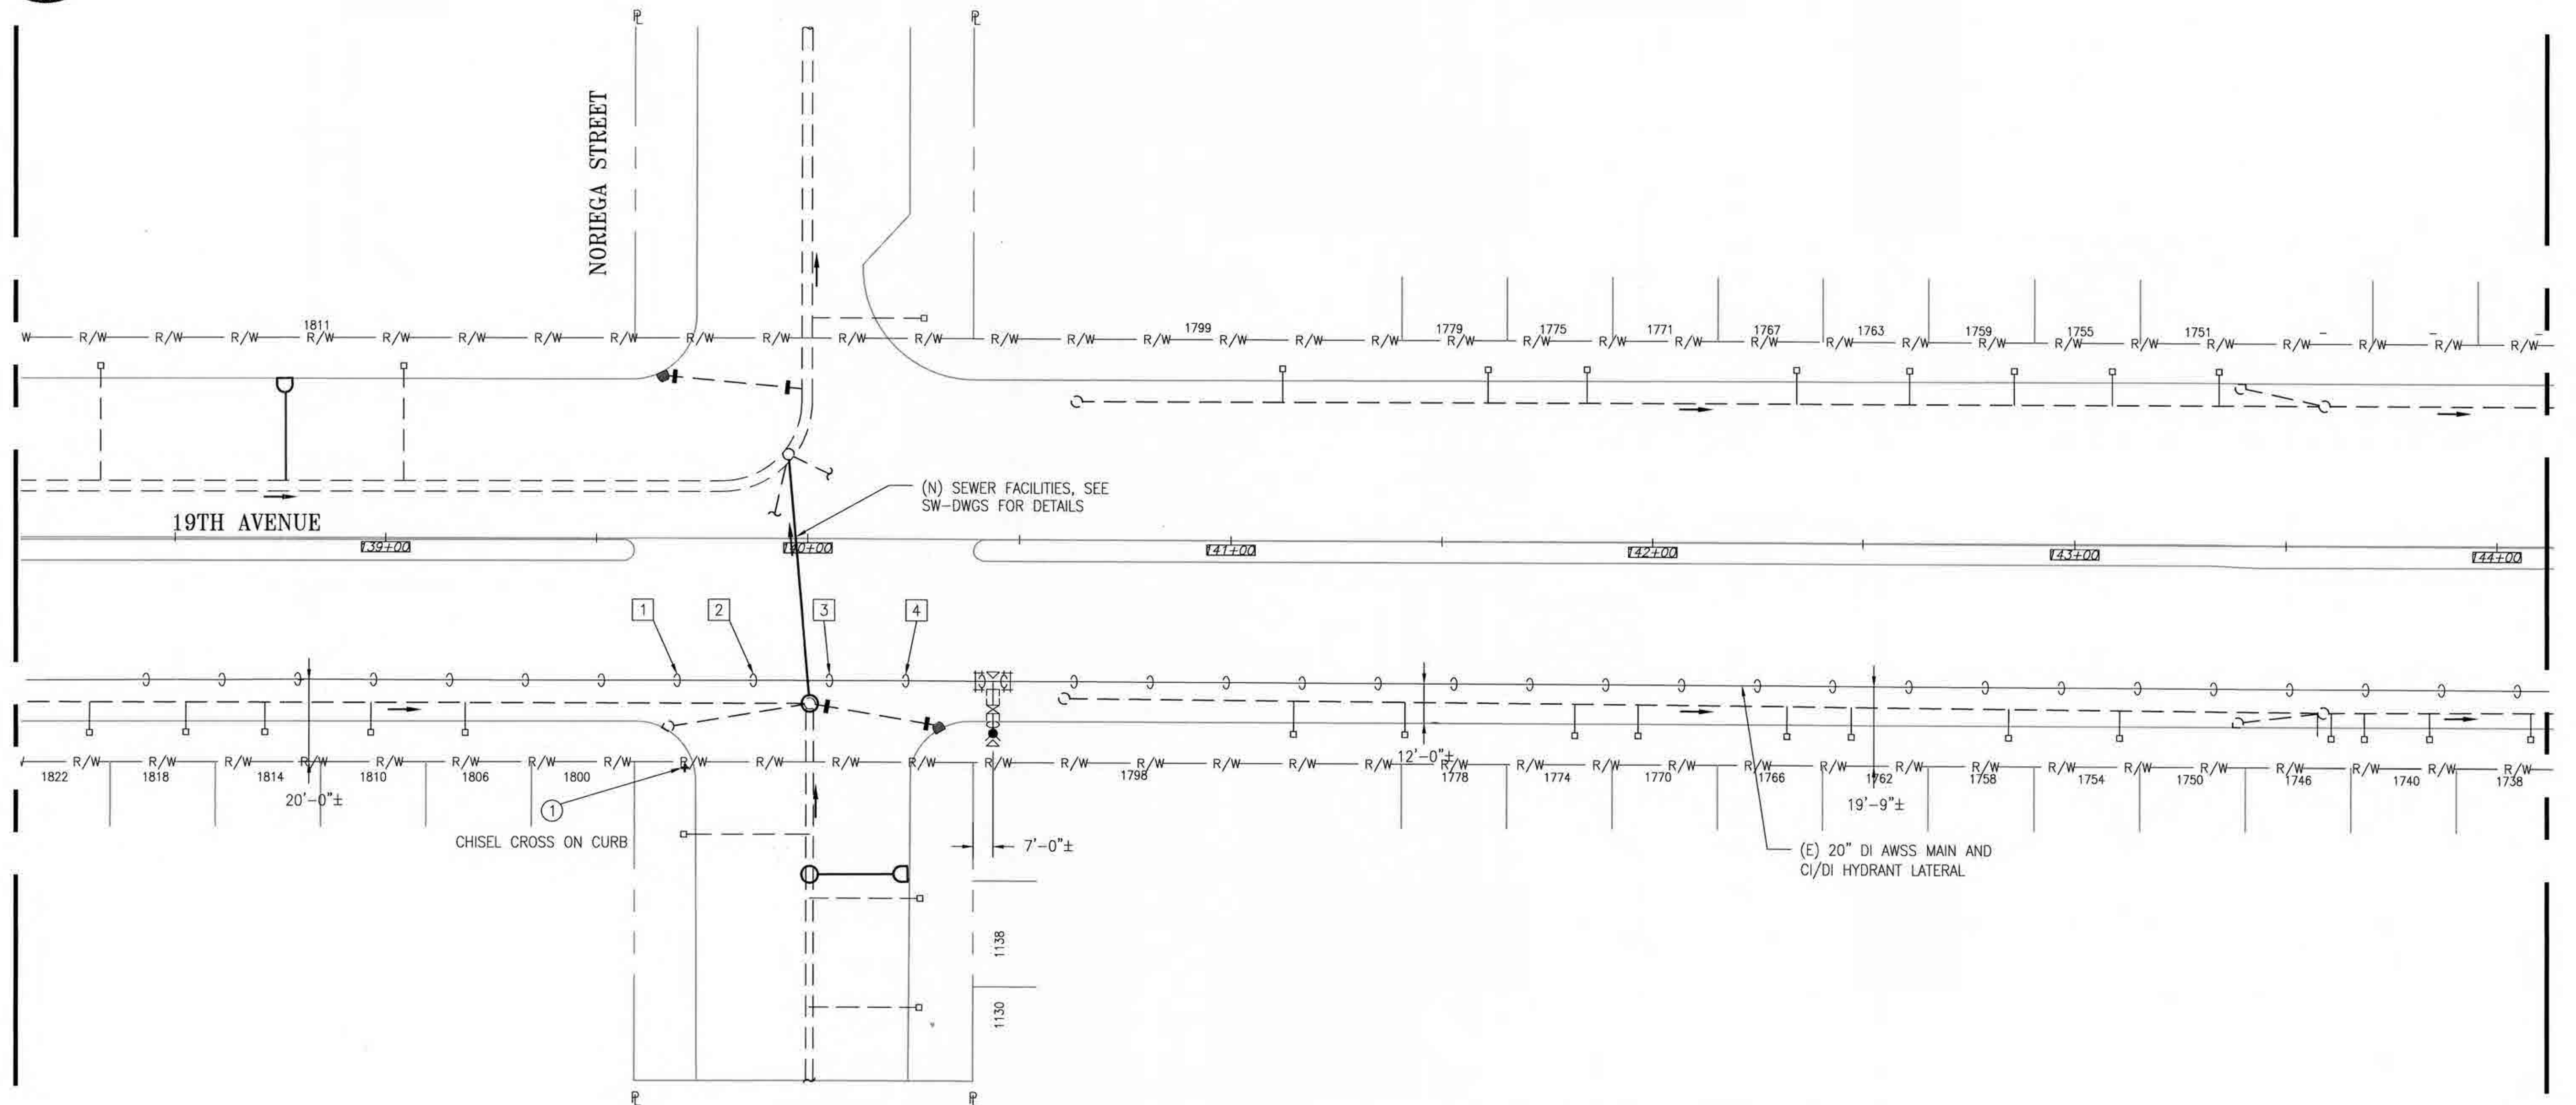 PL PL
NORIEGA STREET
1811 1799 1779 1775 1771 1767 1763 1759 1755 1751
W R/W R/W R/W R/W R/W R/W R/W R/W R/W R/W R/W R/W R/W R/W R/W R/W R/W R/W R/W R/W R/W R/W R/W R/W R/W R/W R/W R/W R/W R/W R/W R/W R/W
(N) SEWER FACILITIES, SEE
SW-DWGS FOR DETAILS
19TH AVENUE
139+00 140+00 141+00 142+00 143+00 144+00
1 2 3 4
R/W R/W R/W R/W R/W R/W R/W R/W R/W R/W R/W R/W R/W R/W R/W R/W R/W R/W R/W R/W R/W R/W R/W R/W R/W R/W R/W R/W R/W R/W R/W R/W R/W
12'-0"±
1822 1818 1814 1810 1806 1800 1798 1778 1774 1770 1766 1762 1758 1754 1750 1746 1740 1738
20'-0"±
19'-9"±
1
CHISEL CROSS ON CURB
7'-0"±
(E) 20" DI AWSS MAIN AND
CI/DI HYDRANT LATERAL
1138
1130
PL PL